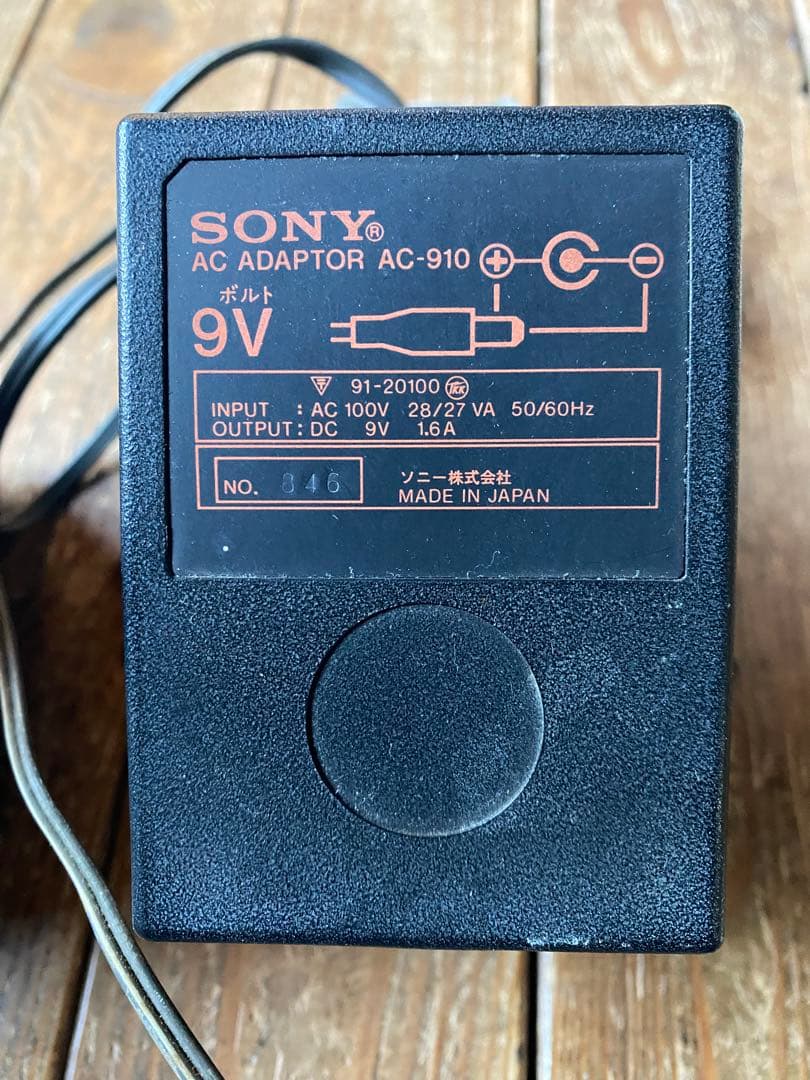 SONY®
AC ADAPTOR AC-910
ボルト
9V
91-20100
INPUT : AC 100V 28/27 VA 50/60Hz
OUTPUT : DC 9V 1.6A
NO. 846
ソニー株式会社
MADE IN JAPAN